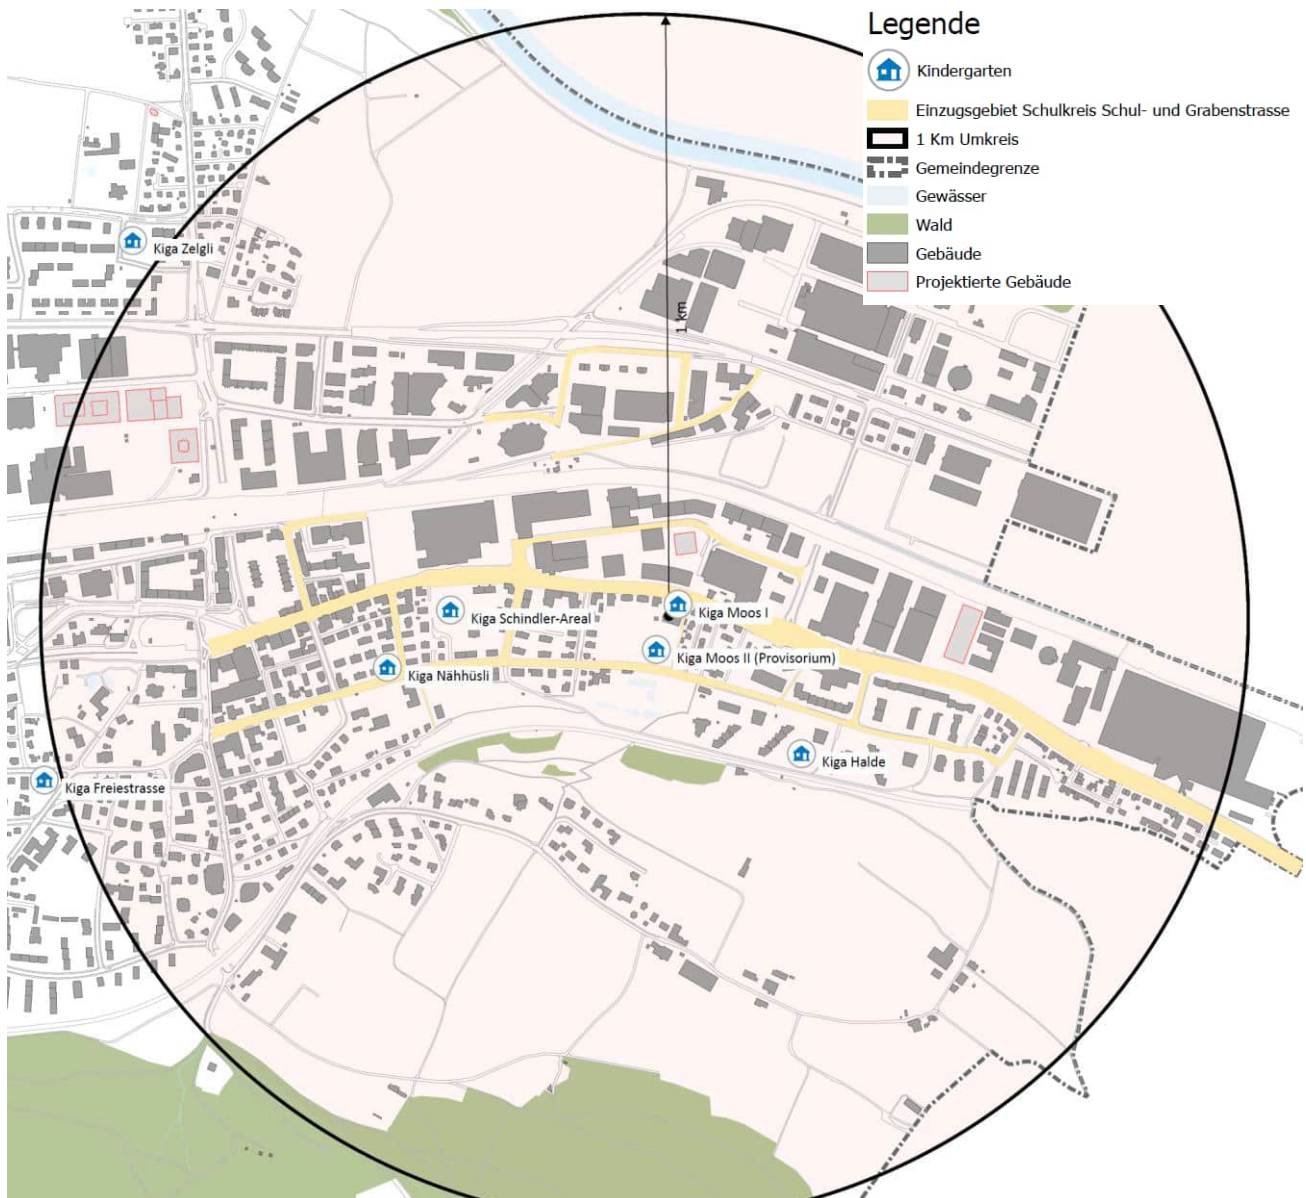 Legende
Kindergarten
Einzugsgebiet Schulkreis Schul- und Grabenstrasse
1 Km Umkreis
Gemeindegrenze
Gewässer
Wald
Gebäude
Projektierte Gebäude
Kiga Zelgli
1 km
Kiga Schindler-Areal
Kiga Moos I
Kiga Moos II (Provisorium)
Kiga Nähhüsli
Kiga Halde
Kiga Freiestrasse